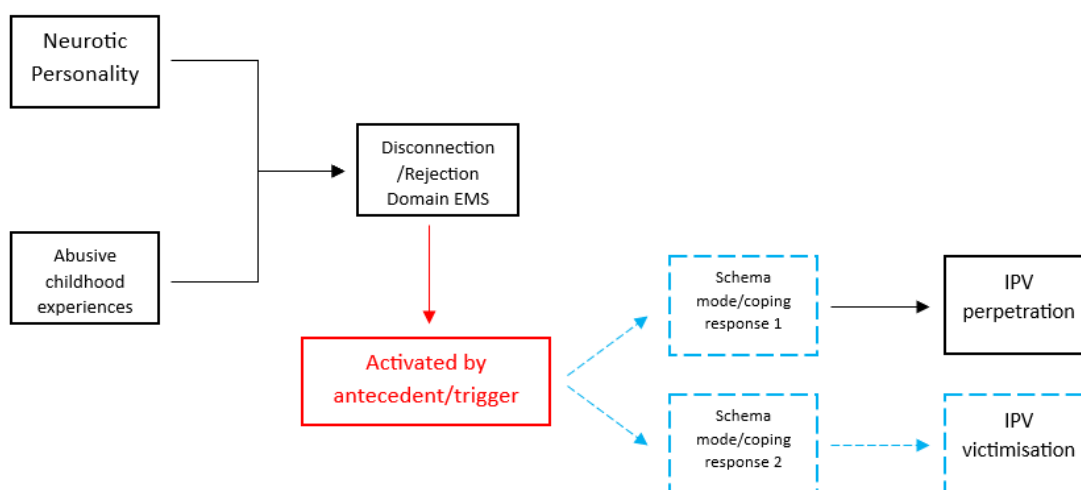 Neurotic
Personality
Disconnection
/Rejection
Domain EMS
Abusive
childhood
experiences
Activated by
antecedent/trigger
Schema
mode/coping
response 1
IPV
perpetration
Schema
mode/coping
response 2
IPV
victimisation